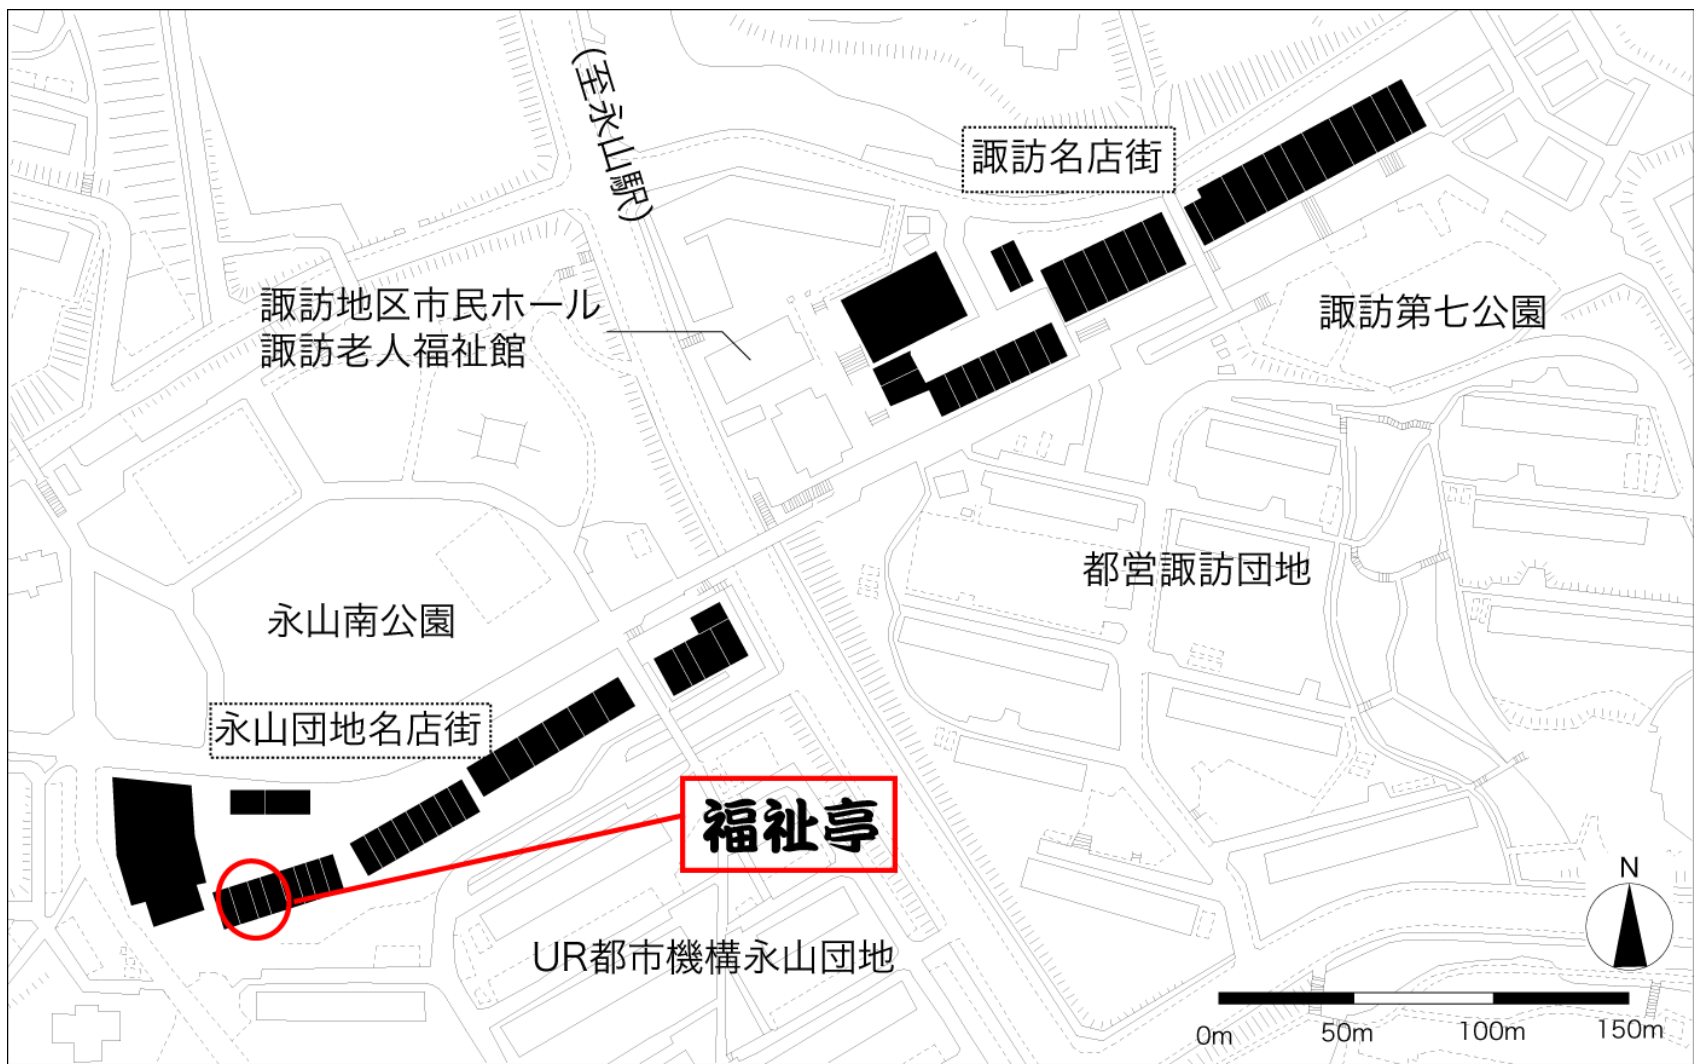 (至永山駅)
諏訪名店街
諏訪地区市民ホール
諏訪老人福祉館
諏訪第七公園
都営諏訪団地
永山南公園
永山団地名店街
福祉亭
UR都市機構永山団地
N
0m 50m 100m 150m